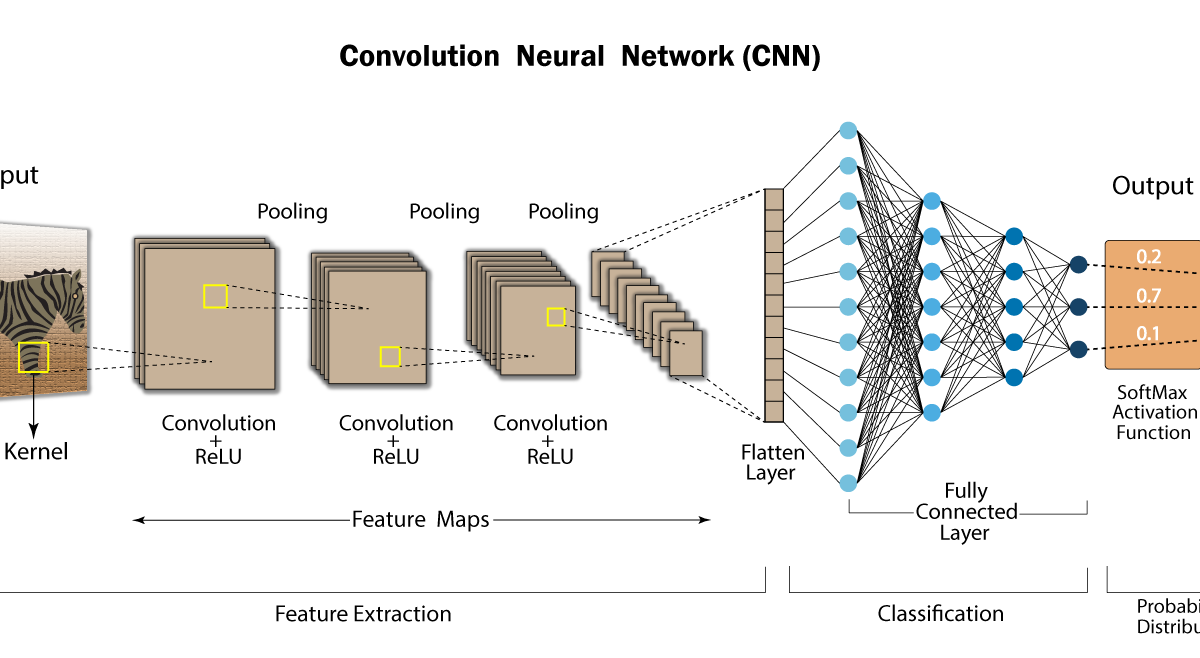 Convolution Neural Network (CNN)
put
Output
Pooling
Pooling
Pooling
0.2
0.7
0.1
Kernel
Convolution
+
ReLU
Convolution
+
ReLU
Convolution
+
ReLU
Flatten
Layer
SoftMax
Activation
Function
Fully
Connected
Layer
Feature Maps
Feature Extraction
Classification
Probabi
Distribu